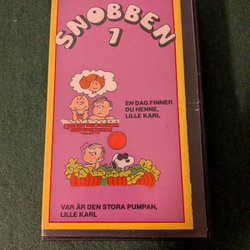 SNOBBEN
1
EN DAG FINNER
DU HENNE,
LILLE KARL
VAR ÄR DEN STORA PUMPAN,
LILLE KARL